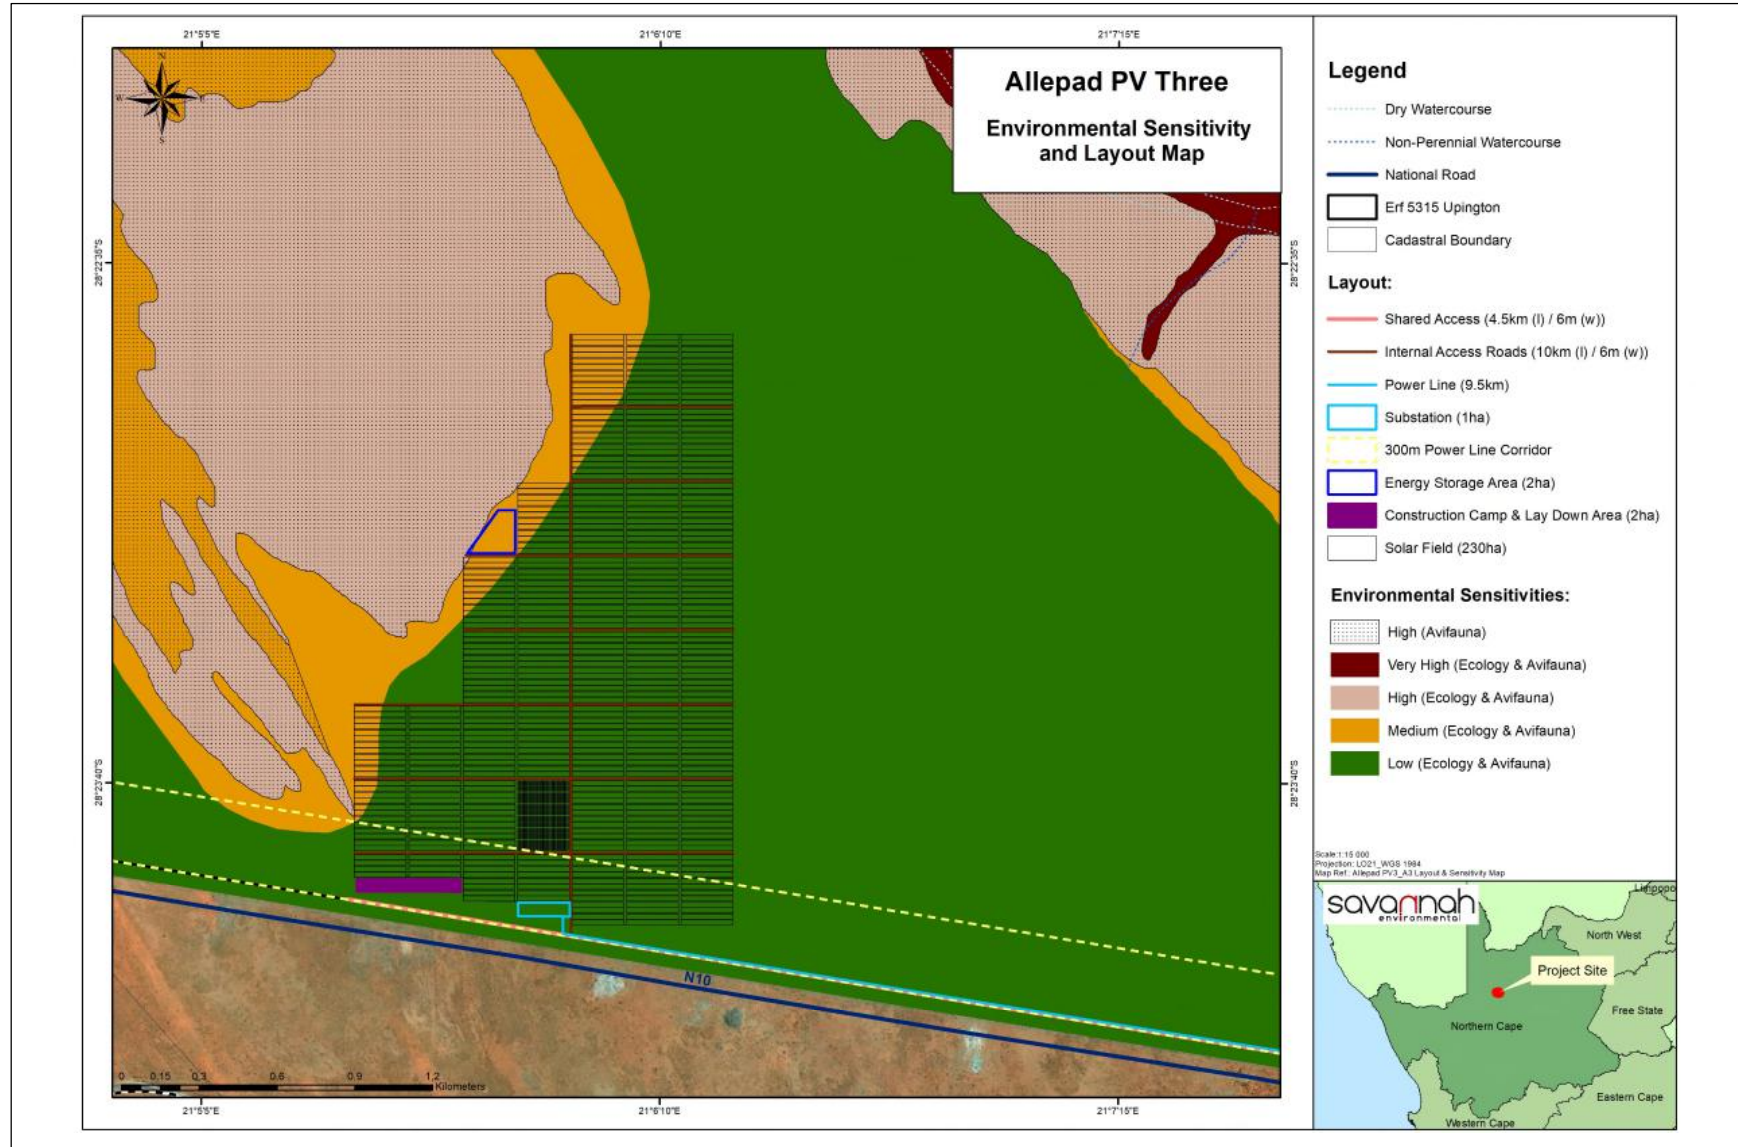 21°5'5"E
21°6'10"E
21°7'15"E
N
W
E
S
Allepad PV Three
Environmental Sensitivity
and Layout Map
28°22'35"S
28°22'35"S
28°23'40"S
28°23'40"S
N10
0 0.15 0.3 0.6 0.9 1.2
Kilometers
21°5'5"E
21°6'10"E
21°7'15"E
Legend
Dry Watercourse
Non-Perennial Watercourse
National Road
Erf 5315 Upington
Cadastral Boundary
Layout:
Shared Access (4.5km (l) / 6m (w))
Internal Access Roads (10km (l) / 6m (w))
Power Line (9.5km)
Substation (1ha)
300m Power Line Corridor
Energy Storage Area (2ha)
Construction Camp & Lay Down Area (2ha)
Solar Field (230ha)
Environmental Sensitivities:
High (Avifauna)
Very High (Ecology & Avifauna)
High (Ecology & Avifauna)
Medium (Ecology & Avifauna)
Low (Ecology & Avifauna)
Scale:1:15 000
Projection: LO21_WGS 1984
Map Ref.: Allepad PV3_A3 Layout & Sensitivity Map
savannah
environmental
Limpopo
North West
Project Site
Free State
Northern Cape
Eastern Cape
Western Cape